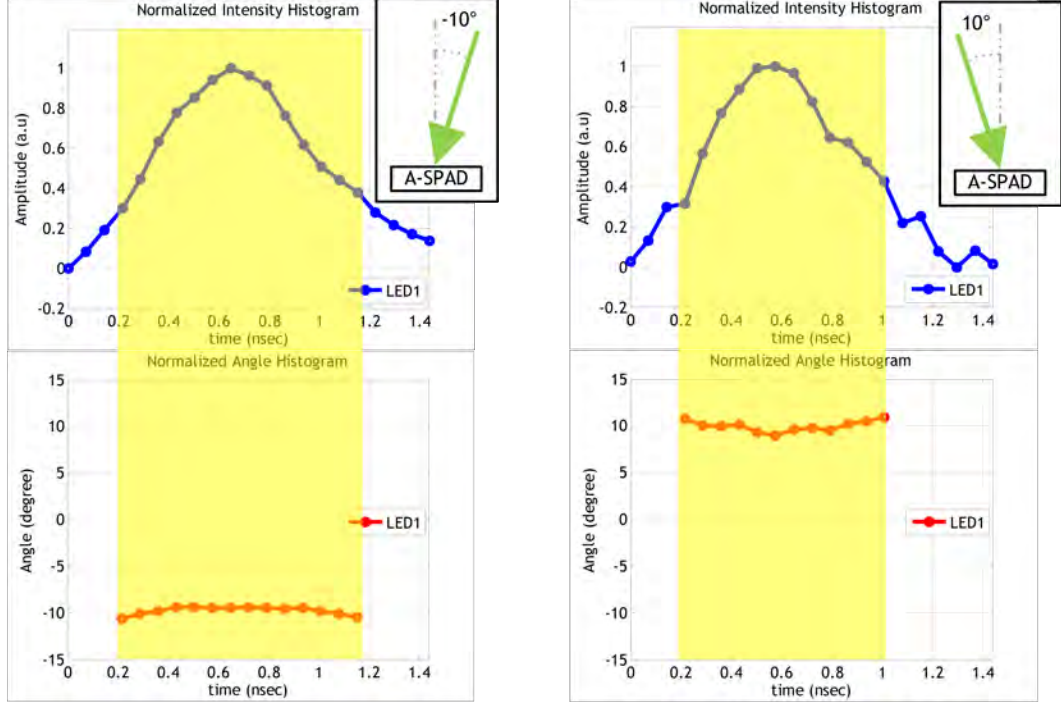 Normalized Intensity Histogram
-10°
A-SPAD
Amplitude (a.u)
1
0.8
0.6
0.4
0.2
0
-0.2
LED1
0 0.2 0.4 0.6 0.8 1 1.2 1.4
time (nsec)
Normalized Angle Histogram
Angle (degree)
15
10
5
0
-5
-10
-15
LED1
0 0.2 0.4 0.6 0.8 1 1.2 1.4
time (nsec)
Normalized Intensity Histogram
10°
A-SPAD
Amplitude (a.u)
1
0.8
0.6
0.4
0.2
0
-0.2
LED1
0 0.2 0.4 0.6 0.8 1 1.2 1.4
time (nsec)
Normalized Angle Histogram
Angle (degree)
15
10
5
0
-5
-10
-15
LED1
0 0.2 0.4 0.6 0.8 1 1.2 1.4
time (nsec)